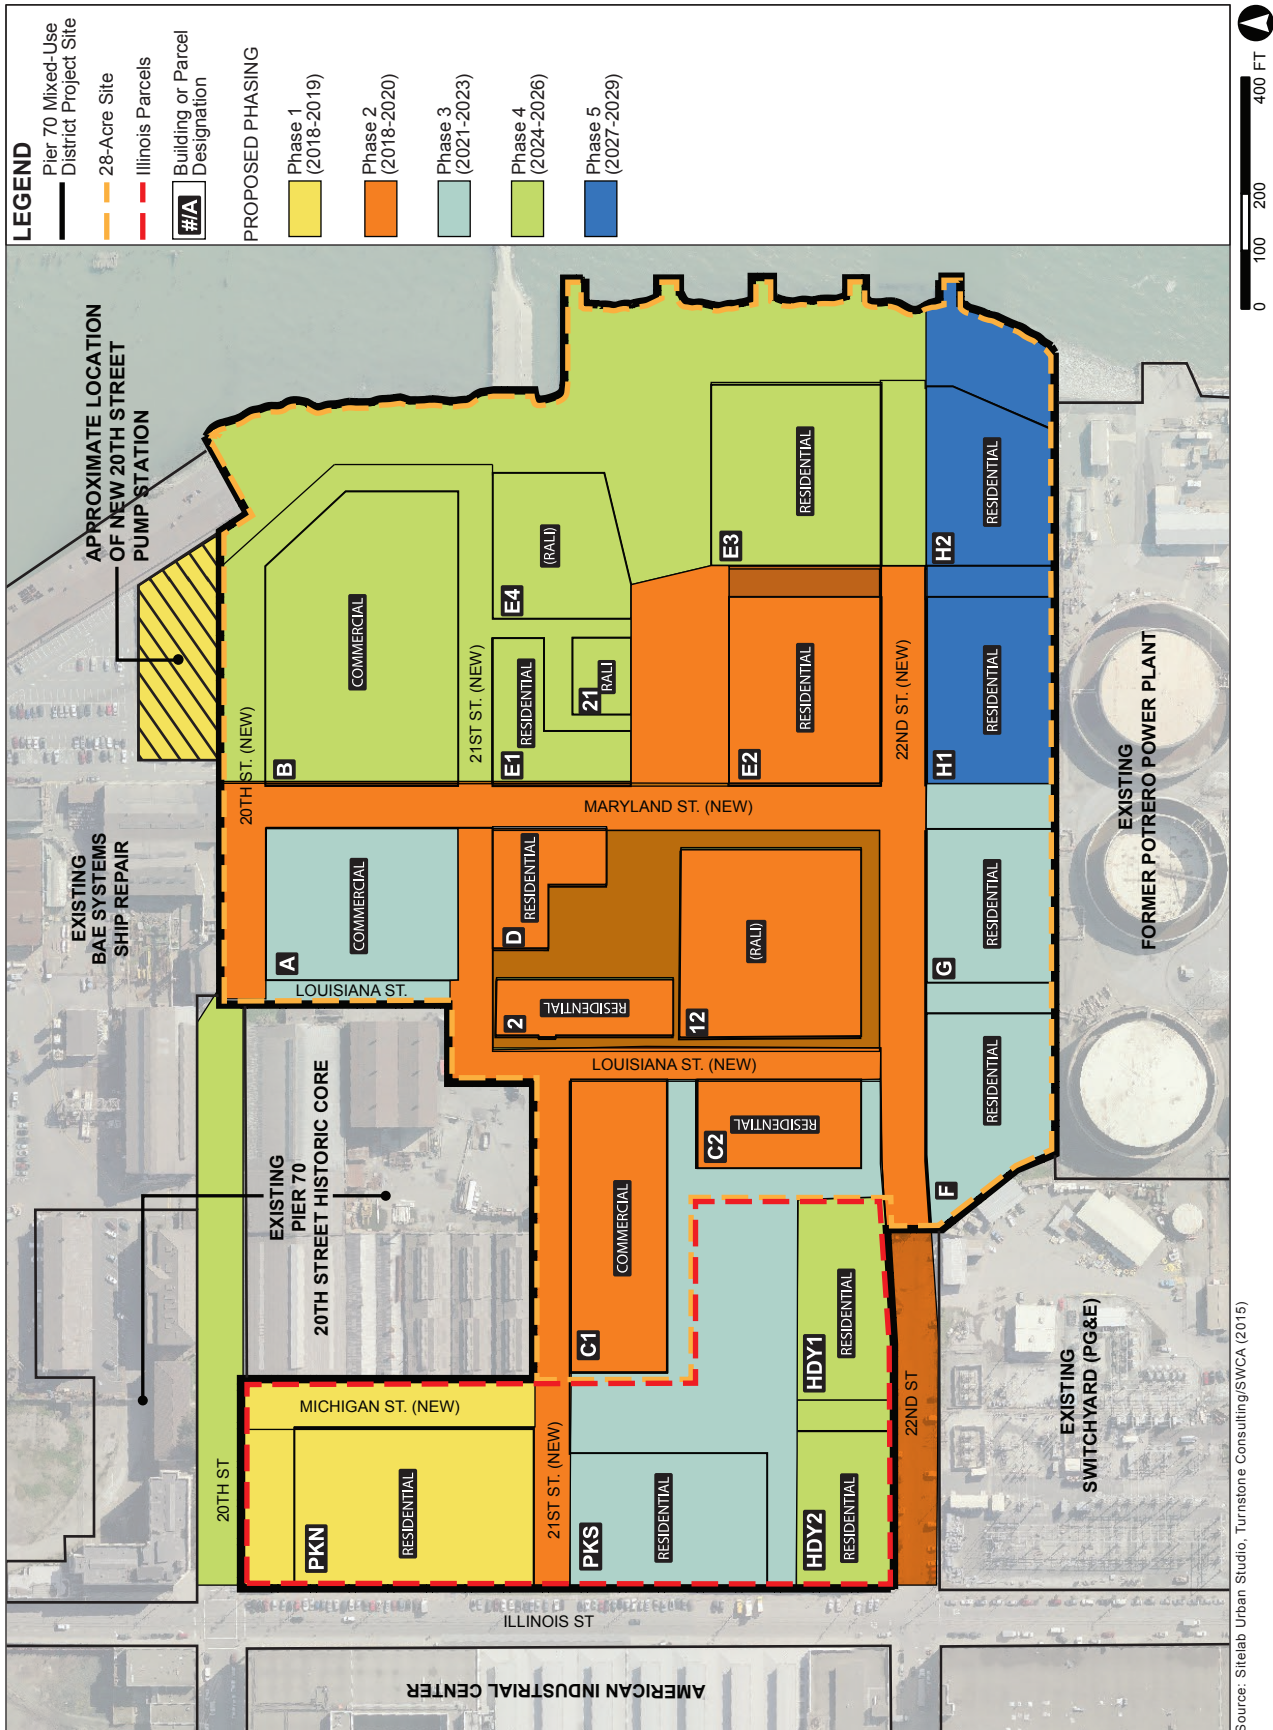 LEGEND
Pier 70 Mixed-Use
District Project Site
28-Acre Site
Illinois Parcels
#/A
Building or Parcel
Designation
PROPOSED PHASING
Phase 1
(2018-2019)
Phase 2
(2018-2020)
Phase 3
(2021-2023)
Phase 4
(2024-2026)
Phase 5
(2027-2029)
APPROXIMATE LOCATION
OF NEW 20TH STREET
PUMP STATION
EXISTING
BAE SYSTEMS
SHIP REPAIR
EXISTING
PIER 70
20TH STREET HISTORIC CORE
20TH ST
20TH ST. (NEW)
MICHIGAN ST. (NEW)
LOUISIANA ST.
PKN
RESIDENTIAL
A
COMMERCIAL
B
COMMERCIAL
21ST ST. (NEW)
21ST ST. (NEW)
ILLINOIS ST
AMERICAN INDUSTRIAL CENTER
PKS
RESIDENTIAL
C1
COMMERCIAL
C2
RESIDENTIAL
LOUISIANA ST. (NEW)
2
RESIDENTIAL
D
RESIDENTIAL
12
(RALI)
MARYLAND ST. (NEW)
E1
RESIDENTIAL
21
RALI
E4
(RALI)
E2
RESIDENTIAL
E3
RESIDENTIAL
HDY2
RESIDENTIAL
HDY1
RESIDENTIAL
22ND ST
22ND ST. (NEW)
F
RESIDENTIAL
G
RESIDENTIAL
H1
RESIDENTIAL
H2
RESIDENTIAL
EXISTING
SWITCHYARD (PG&E)
EXISTING
FORMER POTRERO POWER PLANT
0
100
200
400 FT
Source: Sitelab Urban Studio, Turnstone Consulting/SWCA (2015)